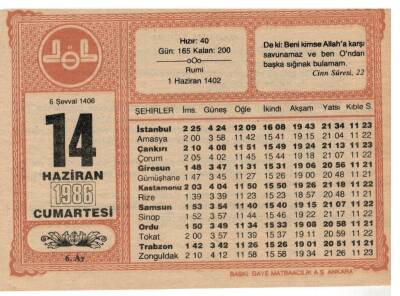 Hızır: 40
Gün: 165 Kalan: 200
Rumi
1 Haziran 1402
De ki: Beni kimse Allah'a karşı
savunamaz ve ben O'ndan
başka sığınak bulamam.
Cinn Sûresi, 22
6 Şevval 1406
14
HAZİRAN
1986
CUMARTESİ
6. Ay
ŞEHİRLER İms. Güneş Öğle İkindi Akşam Yatsı Kıble S.
İstanbul 2 25 4 24 12 09 16 08 19 43 21 34 11 23
Amasya 2 00 3 58 11 42 15 41 19 15 21 04 11 22
Çankırı 2 10 4 08 11 51 15 49 19 24 21 13 11 23
Çorum 2 05 4 02 11 45 15 44 19 18 21 07 11 22
Giresun 1 48 3 47 11 31 15 31 19 06 20 56 11 21
Gümüşhane 1 47 3 45 11 27 15 26 19 00 20 48 11 21
Kastamonu 2 03 4 04 11 50 15 50 19 26 21 18 11 22
Rize 1 39 3 39 11 23 15 23 18 57 20 48 11 21
Samsun 1 53 3 54 11 40 15 40 19 15 21 07 11 22
Sinop 1 52 3 57 11 44 15 46 19 21 21 16 11 22
Ordu 1 50 3 49 11 34 15 33 19 08 20 58 11 21
Tokat 2 00 3 57 11 39 15 37 19 11 20 59 11 22
Trabzon 1 42 3 42 11 26 15 26 19 01 20 51 11 21
Zonguldak 2 10 4 12 11 58 15 58 19 34 21 26 11 23
BASKI: GAYE MATBAACILIK A.Ş. ANKARA